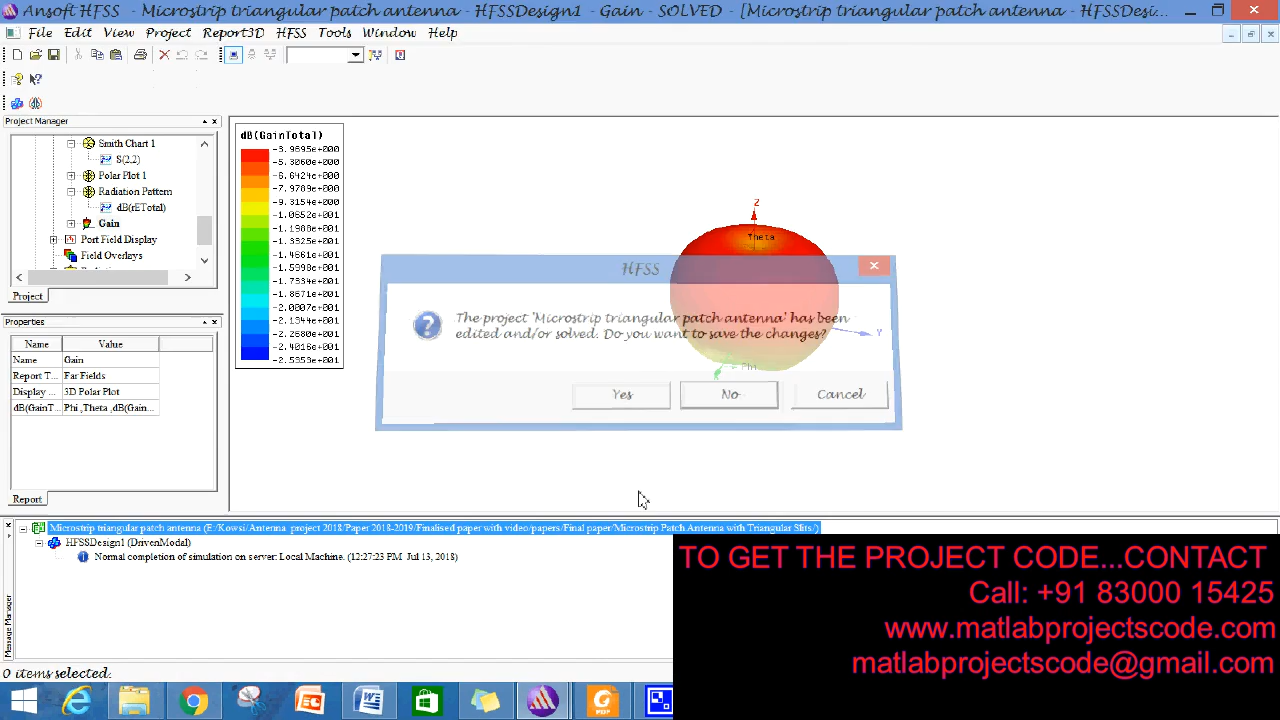 Ansoft HFSS - Microstrip triangular patch antenna - HFSSDesign1 - Gain - SOLVED - [Microstrip triangular patch antenna - HFSSDesi...
File Edit View Project Report3D HFSS Tools Window Help
Project Manager
Smith Chart 1
S(2,2)
Polar Plot 1
Radiation Pattern
dB(rETotal)
Gain
Port Field Display
Field Overlays
Project
Properties
Name Value
Name Gain
Report T... Far Fields
Display ... 3D Polar Plot
dB(GainT... Phi ,Theta ,dB(Gain...
Report
dB(GainTotal)
-3.9695e+000
-5.3060e+000
-6.6424e+000
-7.9789e+000
-9.3154e+000
-1.0652e+001
-1.1988e+001
-1.3325e+001
-1.4661e+001
-1.5998e+001
-1.7334e+001
-1.8671e+001
-2.0007e+001
-2.1344e+001
-2.2680e+001
-2.4016e+001
-2.5353e+001
Z
Theta
Y
Phi
HFSS
The project 'Microstrip triangular patch antenna' has been
edited and/or solved. Do you want to save the changes?
Yes No Cancel
Microstrip triangular patch antenna (E:/Kowsi/Antenna project 2018/Paper 2018-2019/Finalised paper with video/papers/Final paper/Microstrip Patch Antenna with Triangular Slits/)
HFSSDesign1 (DrivenModal)
Normal completion of simulation on server: Local Machine. (12:27:23 PM Jul 13, 2018)
Message Manager
0 items selected.
TO GET THE PROJECT CODE...CONTACT
Call: +91 83000 15425
www.matlabprojectscode.com
matlabprojectscode@gmail.com